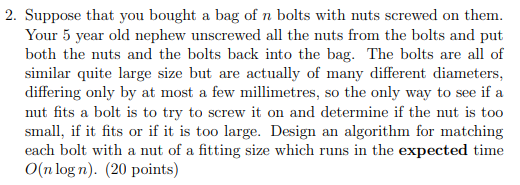 2. Suppose that you bought a bag of n bolts with nuts screwed on them.
Your 5 year old nephew unscrewed all the nuts from the bolts and put
both the nuts and the bolts back into the bag. The bolts are all of
similar quite large size but are actually of many different diameters,
differing only by at most a few millimetres, so the only way to see if a
nut fits a bolt is to try to screw it on and determine if the nut is too
small, if it fits or if it is too large. Design an algorithm for matching
each bolt with a nut of a fitting size which runs in the expected time
O(n log n). (20 points)